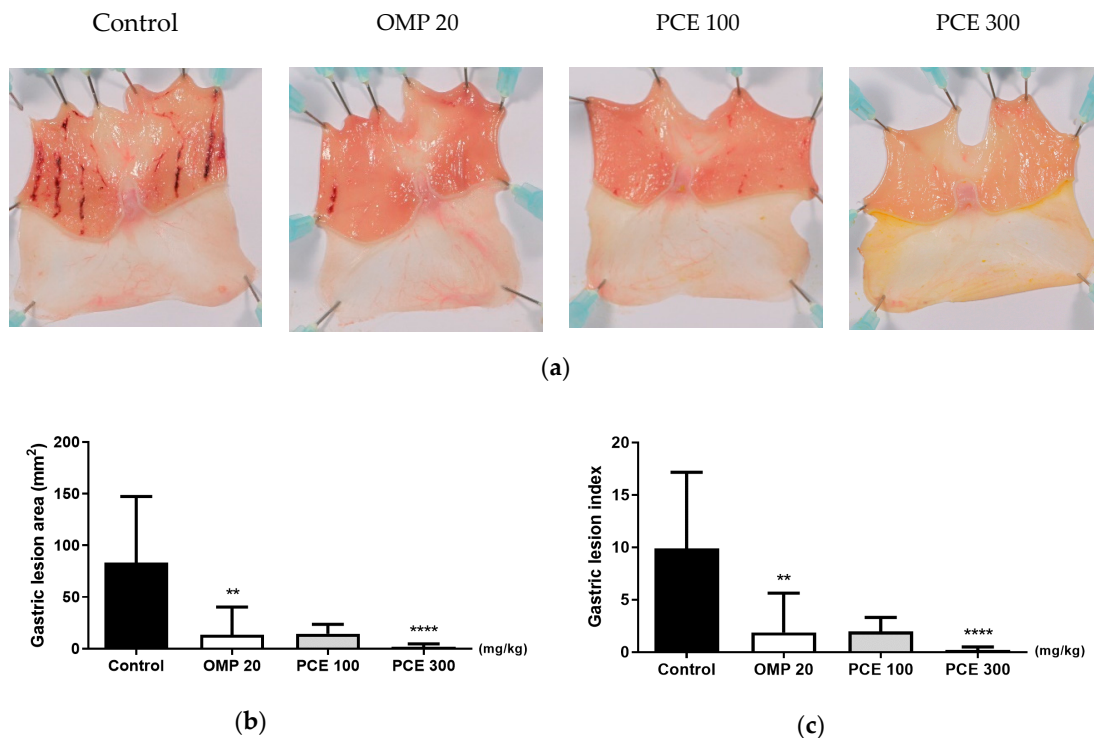 Control OMP 20 PCE 100 PCE 300
(a)
Gastric lesion area (mm²)
200
150
100
50
0
**
****
Control OMP 20 PCE 100 PCE 300 (mg/kg)
(b)
Gastric lesion index
20
15
10
5
0
**
****
Control OMP 20 PCE 100 PCE 300 (mg/kg)
(c)